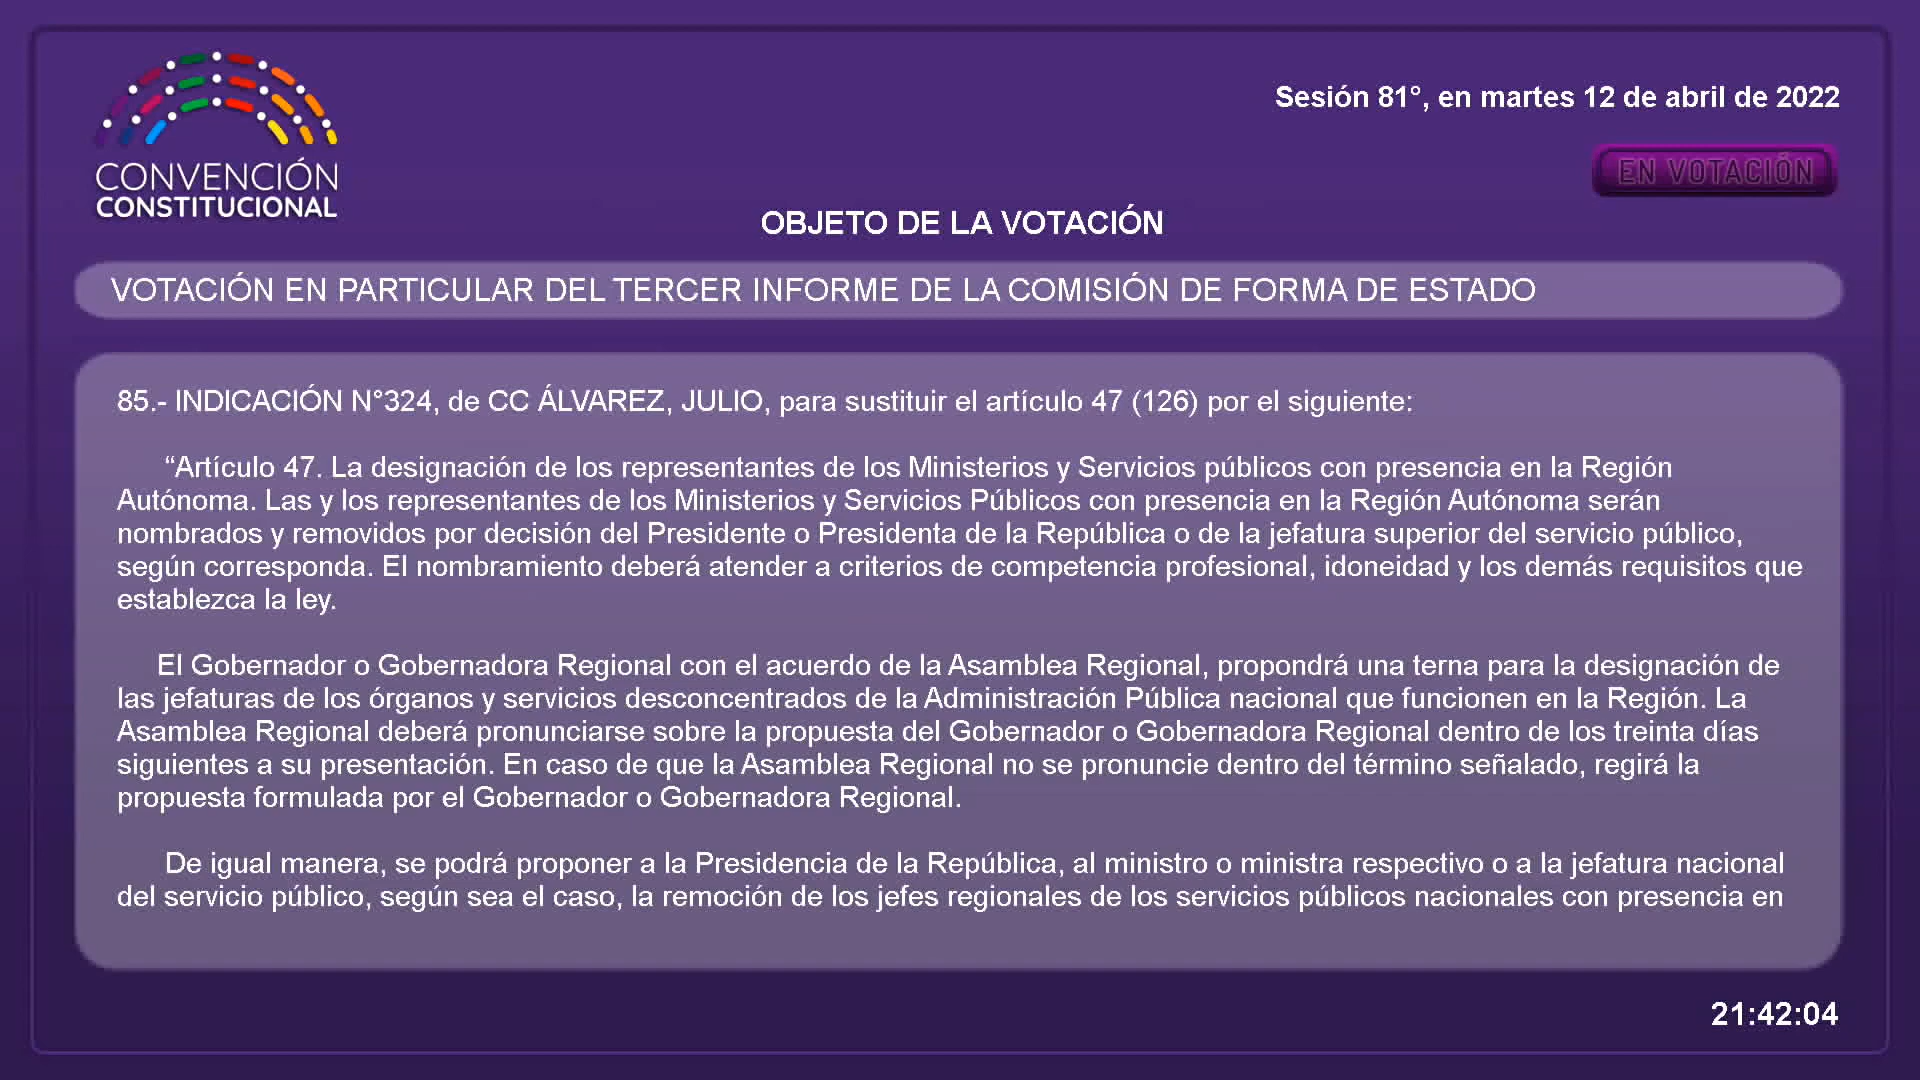 CONVENCIÓN
CONSTITUCIONAL
Sesión 81°, en martes 12 de abril de 2022
EN VOTACIÓN
OBJETO DE LA VOTACIÓN
VOTACIÓN EN PARTICULAR DEL TERCER INFORME DE LA COMISIÓN DE FORMA DE ESTADO
85.- INDICACIÓN N°324, de CC ÁLVAREZ, JULIO, para sustituir el artículo 47 (126) por el siguiente:
“Artículo 47. La designación de los representantes de los Ministerios y Servicios públicos con presencia en la Región
Autónoma. Las y los representantes de los Ministerios y Servicios Públicos con presencia en la Región Autónoma serán
nombrados y removidos por decisión del Presidente o Presidenta de la República o de la jefatura superior del servicio público,
según corresponda. El nombramiento deberá atender a criterios de competencia profesional, idoneidad y los demás requisitos que
establezca la ley.
El Gobernador o Gobernadora Regional con el acuerdo de la Asamblea Regional, propondrá una terna para la designación de
las jefaturas de los órganos y servicios desconcentrados de la Administración Pública nacional que funcionen en la Región. La
Asamblea Regional deberá pronunciarse sobre la propuesta del Gobernador o Gobernadora Regional dentro de los treinta días
siguientes a su presentación. En caso de que la Asamblea Regional no se pronuncie dentro del término señalado, regirá la
propuesta formulada por el Gobernador o Gobernadora Regional.
De igual manera, se podrá proponer a la Presidencia de la República, al ministro o ministra respectivo o a la jefatura nacional
del servicio público, según sea el caso, la remoción de los jefes regionales de los servicios públicos nacionales con presencia en
21:42:04